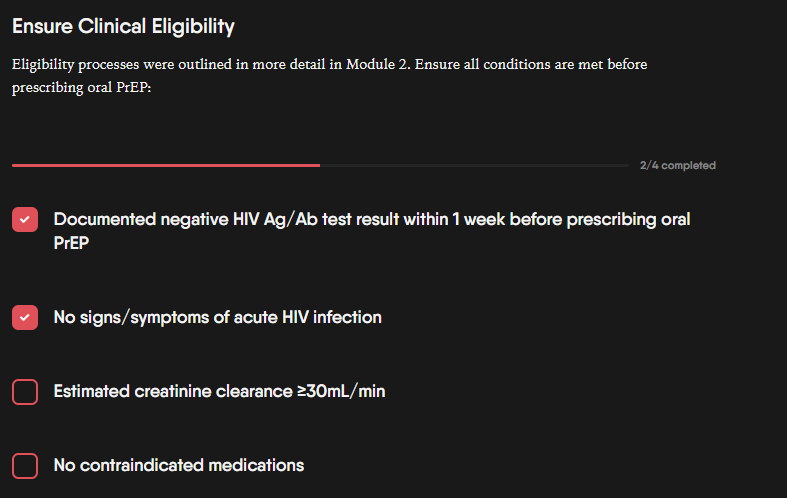 Ensure Clinical Eligibility
Eligibility processes were outlined in more detail in Module 2. Ensure all conditions are met before
prescribing oral PrEP:
2/4 completed
Documented negative HIV Ag/Ab test result within 1 week before prescribing oral
PrEP
No signs/symptoms of acute HIV infection
Estimated creatinine clearance ≥30mL/min
No contraindicated medications